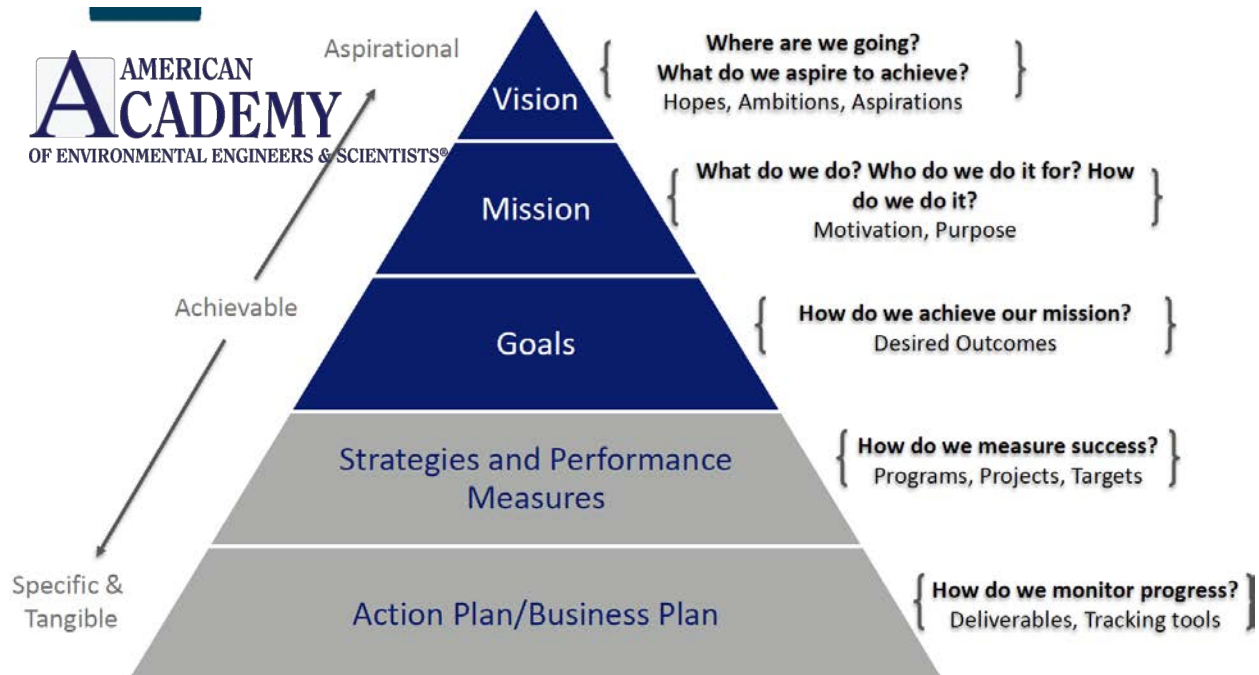 AMERICAN
ACADEMY
OF ENVIRONMENTAL ENGINEERS & SCIENTISTS®
Aspirational
Achievable
Specific &
Tangible
Vision
Where are we going?
What do we aspire to achieve?
Hopes, Ambitions, Aspirations
Mission
What do we do? Who do we do it for? How
do we do it?
Motivation, Purpose
Goals
How do we achieve our mission?
Desired Outcomes
Strategies and Performance
Measures
How do we measure success?
Programs, Projects, Targets
Action Plan/Business Plan
How do we monitor progress?
Deliverables, Tracking tools